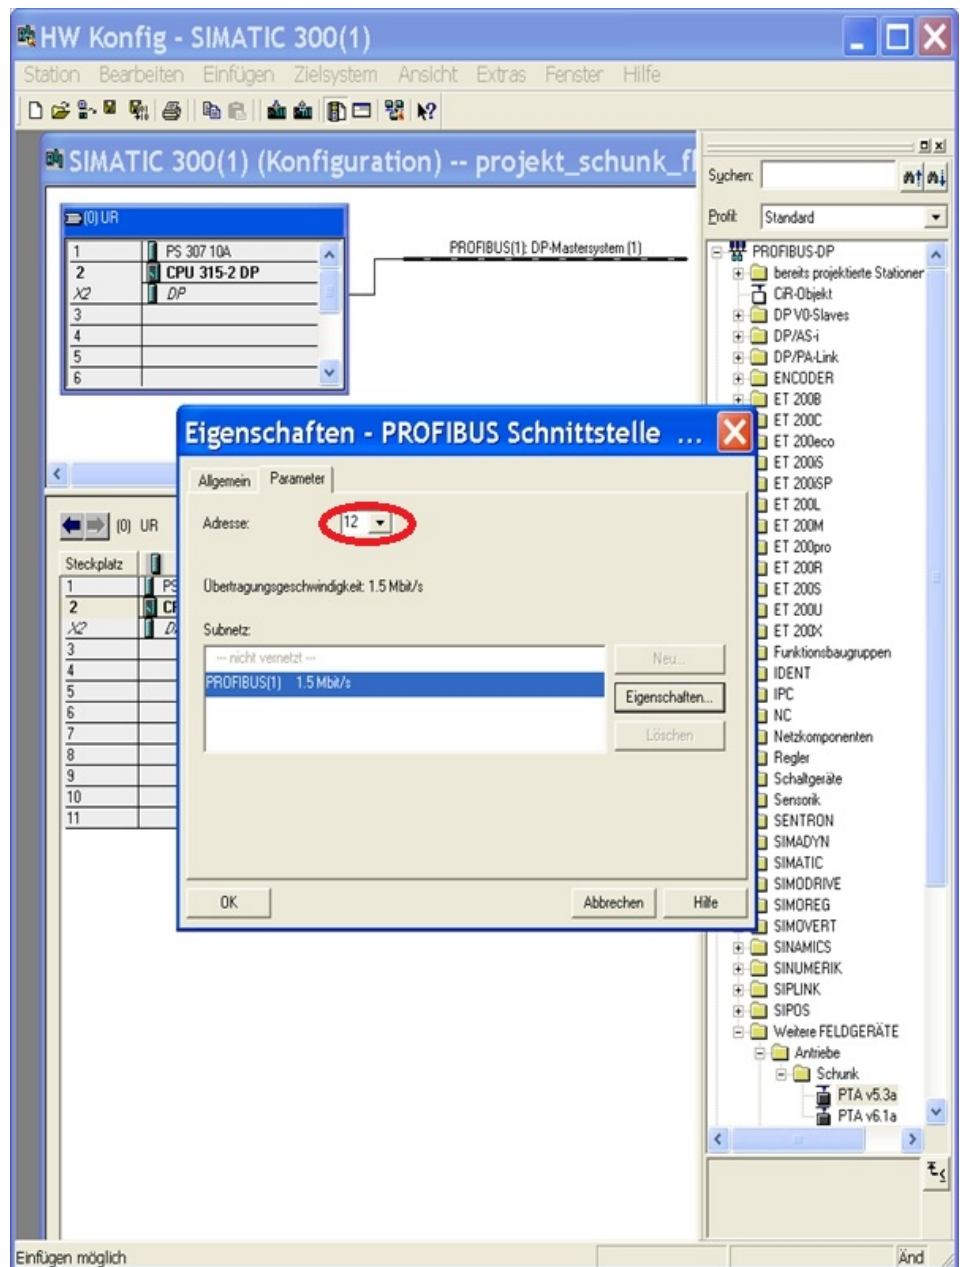 HW Konfig - SIMATIC 300(1)
Station Bearbeiten Einfügen Zielsystem Ansicht Extras Fenster Hilfe
SIMATIC 300(1) (Konfiguration) -- projekt_schunk_fl
(0) UR
1 PS 307 10A
2 CPU 315-2 DP
X2 DP
3
4
5
6
PROFIBUS(1): DP-Mastersystem (1)
Suchen:
Profil: Standard
PROFIBUS-DP
bereits projektierte Stationen
CiR-Objekt
DP V0-Slaves
DP/AS-i
DP/PA-Link
ENCODER
ET 200B
ET 200C
ET 200eco
ET 200iS
ET 200iSP
ET 200L
ET 200M
ET 200pro
ET 200R
ET 200S
ET 200U
ET 200X
Funktionsbaugruppen
IDENT
IPC
NC
Netzkomponenten
Regler
Schaltgeräte
Sensorik
SENTRON
SIMADYN
SIMATIC
SIMODRIVE
SIMOREG
SIMOVERT
SINAMICS
SINUMERIK
SIPLINK
SIPOS
Weitere FELDGERÄTE
Antriebe
Schunk
PTA v5.3a
PTA v6.1a
Eigenschaften - PROFIBUS Schnittstelle ...
Allgemein Parameter
Adresse: 12
Übertragungsgeschwindigkeit: 1.5 Mbit/s
Subnetz:
--- nicht vernetzt ---
PROFIBUS(1) 1.5 Mbit/s
Neu...
Eigenschaften...
Löschen
OK Abbrechen Hilfe
(0) UR
Steckplatz
1 PS
2 CP
X2 D
3
4
5
6
7
8
9
10
11
Einfügen möglich Änd